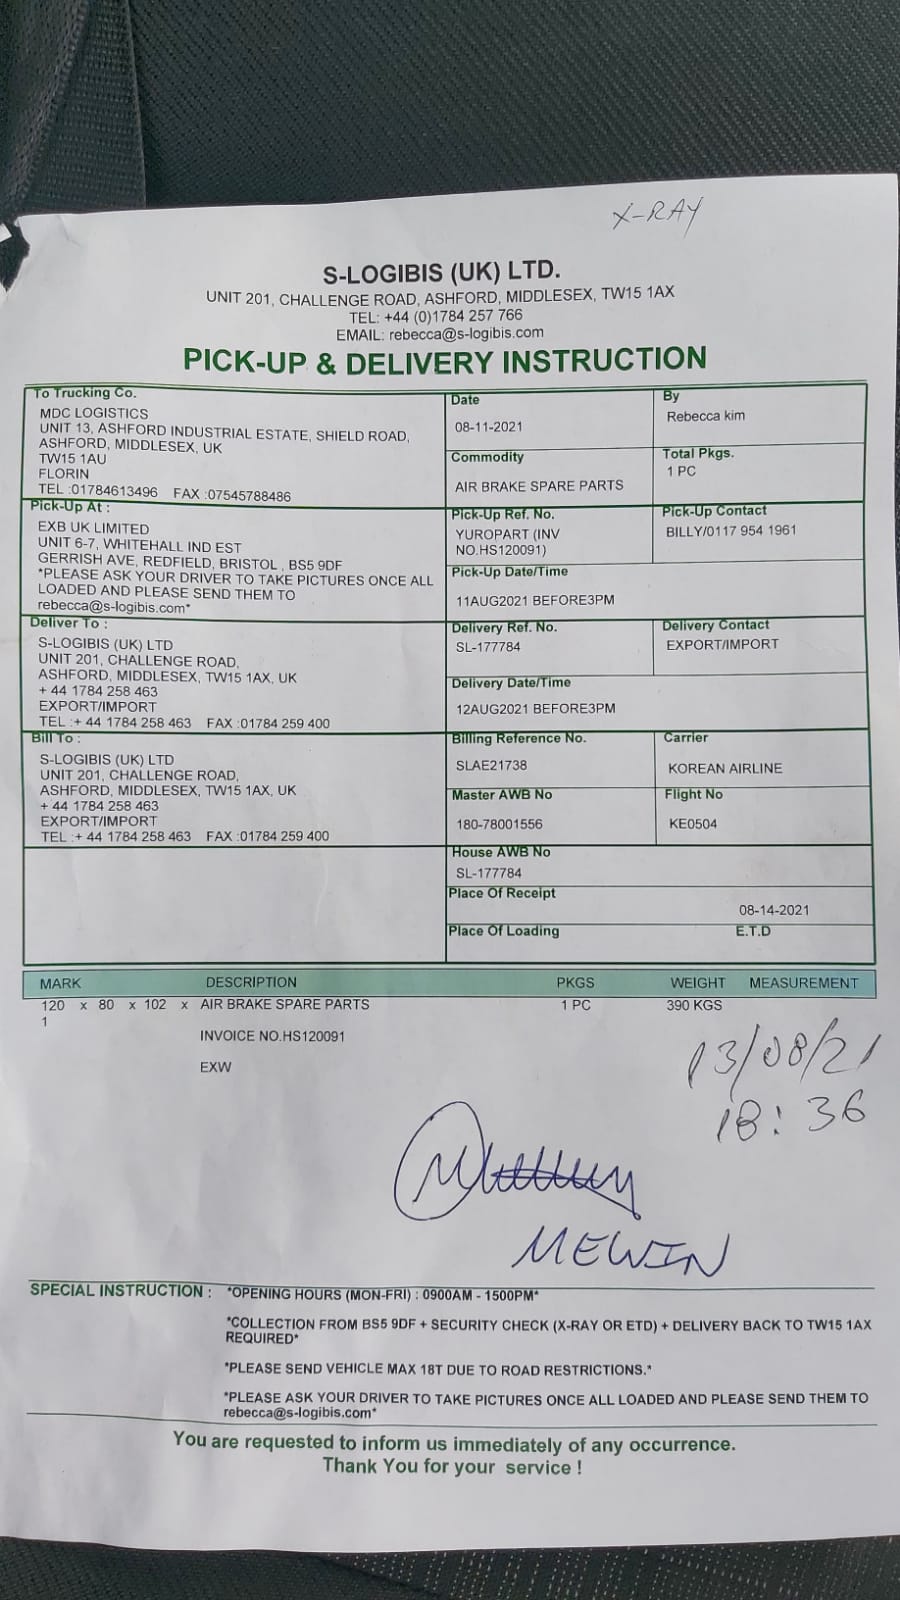 X-RAY
S-LOGIBIS (UK) LTD.
UNIT 201, CHALLENGE ROAD, ASHFORD, MIDDLESEX, TW15 1AX
TEL: +44 (0)1784 257 766
EMAIL: rebecca@s-logibis.com
PICK-UP & DELIVERY INSTRUCTION
To Trucking Co.
MDC LOGISTICS
UNIT 13, ASHFORD INDUSTRIAL ESTATE, SHIELD ROAD,
ASHFORD, MIDDLESEX, UK
TW15 1AU
FLORIN
TEL :01784613496 FAX :07545788486
Date
08-11-2021
By
Rebecca kim
Commodity
AIR BRAKE SPARE PARTS
Total Pkgs.
1 PC
Pick-Up At :
EXB UK LIMITED
UNIT 6-7, WHITEHALL IND EST
GERRISH AVE, REDFIELD, BRISTOL , BS5 9DF
*PLEASE ASK YOUR DRIVER TO TAKE PICTURES ONCE ALL
LOADED AND PLEASE SEND THEM TO
rebecca@s-logibis.com*
Pick-Up Ref. No.
YUROPART (INV
NO.HS120091)
Pick-Up Contact
BILLY/0117 954 1961
Pick-Up Date/Time
11AUG2021 BEFORE3PM
Deliver To :
S-LOGIBIS (UK) LTD
UNIT 201, CHALLENGE ROAD,
ASHFORD, MIDDLESEX, TW15 1AX, UK
+ 44 1784 258 463
EXPORT/IMPORT
TEL :+ 44 1784 258 463 FAX :01784 259 400
Delivery Ref. No.
SL-177784
Delivery Contact
EXPORT/IMPORT
Delivery Date/Time
12AUG2021 BEFORE3PM
Bill To :
S-LOGIBIS (UK) LTD
UNIT 201, CHALLENGE ROAD,
ASHFORD, MIDDLESEX, TW15 1AX, UK
+ 44 1784 258 463
EXPORT/IMPORT
TEL :+ 44 1784 258 463 FAX :01784 259 400
Billing Reference No.
SLAE21738
Carrier
KOREAN AIRLINE
Master AWB No
180-78001556
Flight No
KE0504
House AWB No
SL-177784
Place Of Receipt
08-14-2021
Place Of Loading E.T.D
MARK DESCRIPTION PKGS WEIGHT MEASUREMENT
120 x 80 x 102 x AIR BRAKE SPARE PARTS 1 PC 390 KGS
1
INVOICE NO.HS120091
EXW
13/08/21
18:36
MEWIN
SPECIAL INSTRUCTION : *OPENING HOURS (MON-FRI) : 0900AM - 1500PM*
*COLLECTION FROM BS5 9DF + SECURITY CHECK (X-RAY OR ETD) + DELIVERY BACK TO TW15 1AX
REQUIRED*
*PLEASE SEND VEHICLE MAX 18T DUE TO ROAD RESTRICTIONS.*
*PLEASE ASK YOUR DRIVER TO TAKE PICTURES ONCE ALL LOADED AND PLEASE SEND THEM TO
rebecca@s-logibis.com*
You are requested to inform us immediately of any occurrence.
Thank You for your service !